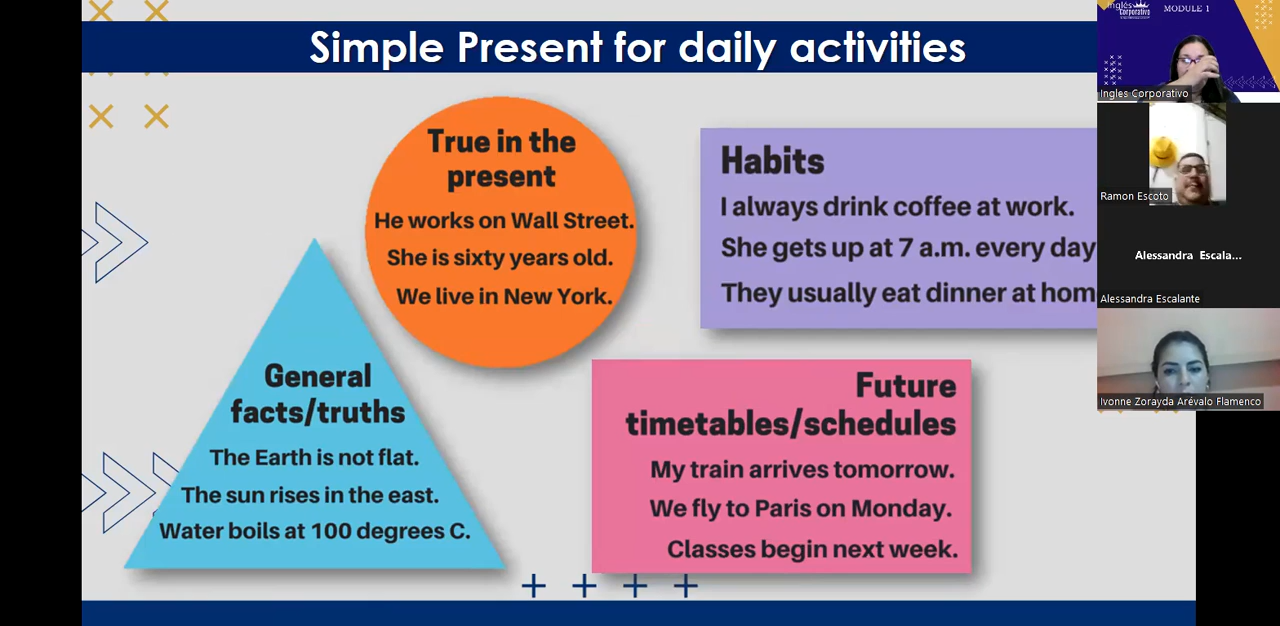 Simple Present for daily activities
True in the
present
He works on Wall Street.
She is sixty years old.
We live in New York.
Habits
I always drink coffee at work.
She gets up at 7 a.m. every day
They usually eat dinner at hom
General
facts/truths
The Earth is not flat.
The sun rises in the east.
Water boils at 100 degrees C.
Future
timetables/schedules
My train arrives tomorrow.
We fly to Paris on Monday.
Classes begin next week.
Inglés
Corporativo
MODULE 1
Ingles Corporativo
Ramon Escoto
Alessandra Escala...
Alessandra Escalante
Ivonne Zorayda Arévalo Flamenco